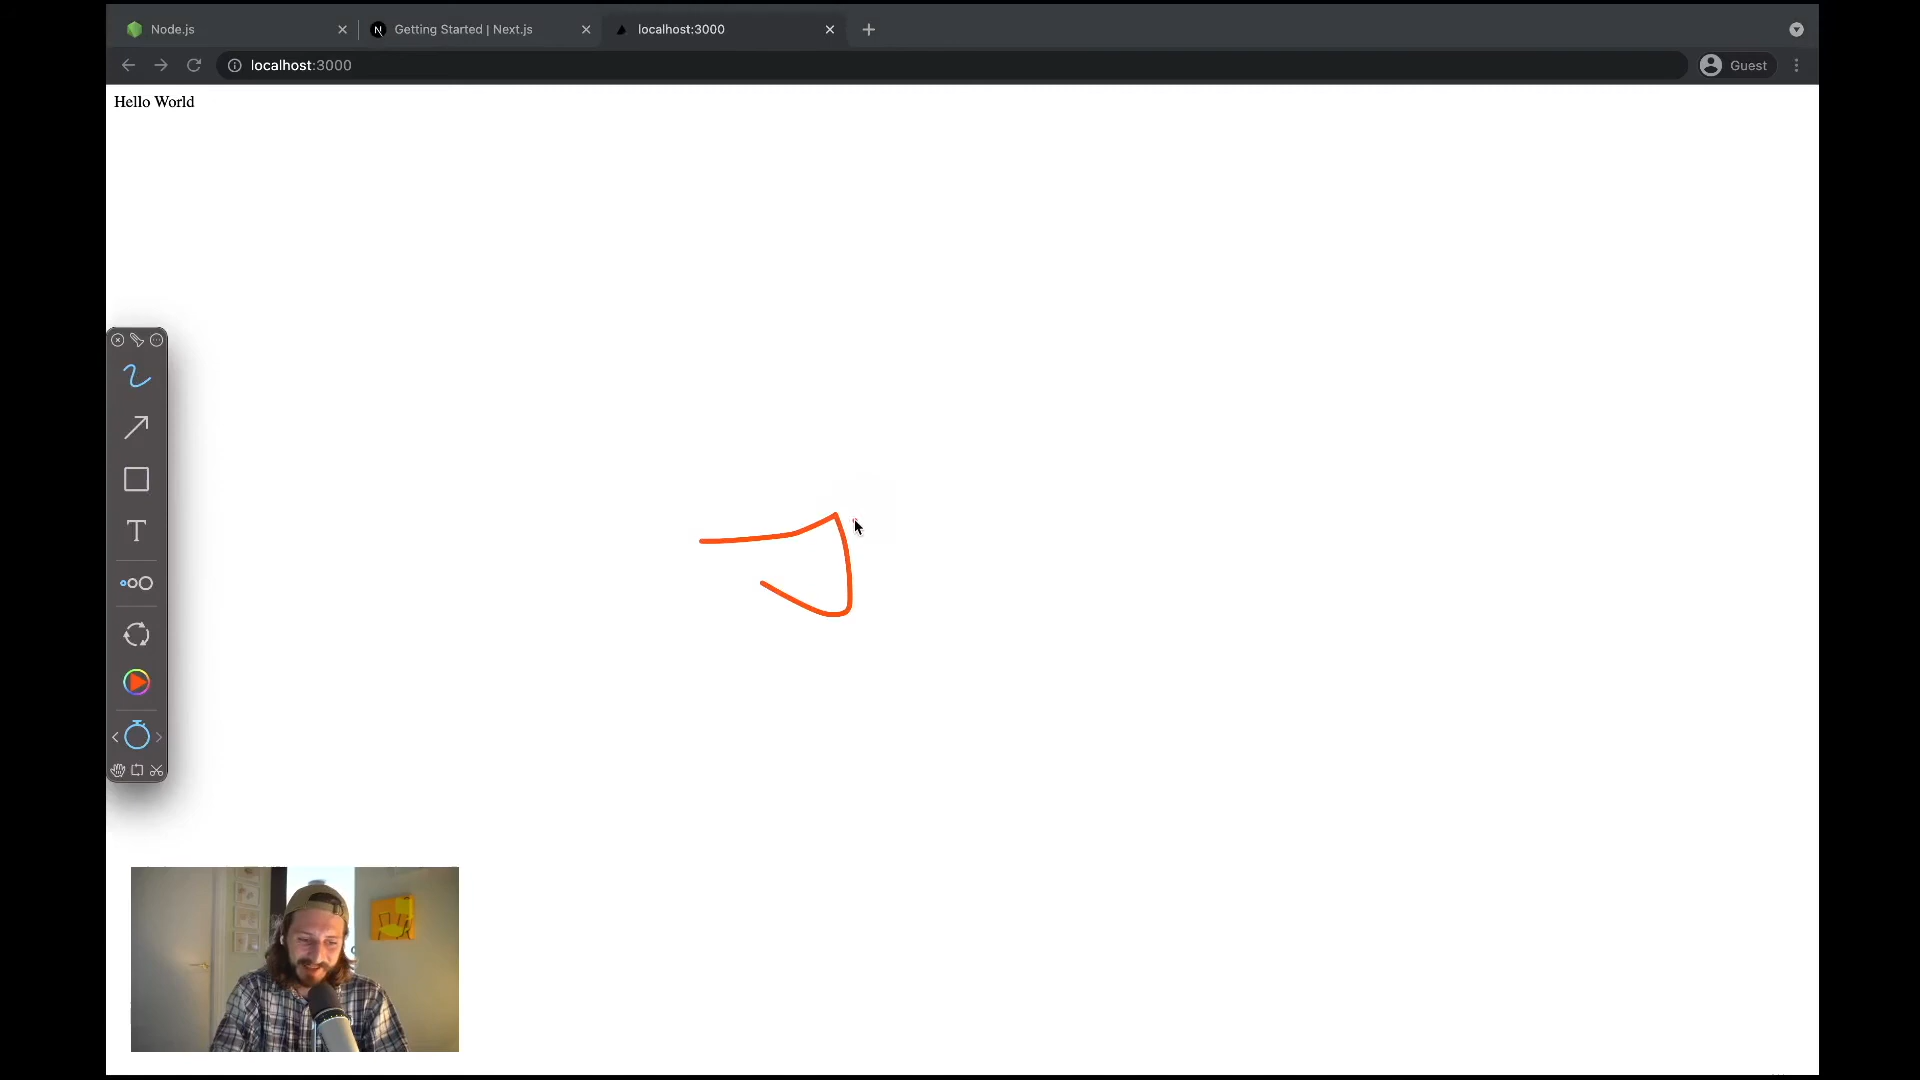 Node.js
Getting Started | Next.js
localhost:3000
localhost:3000
Guest
Hello World
T